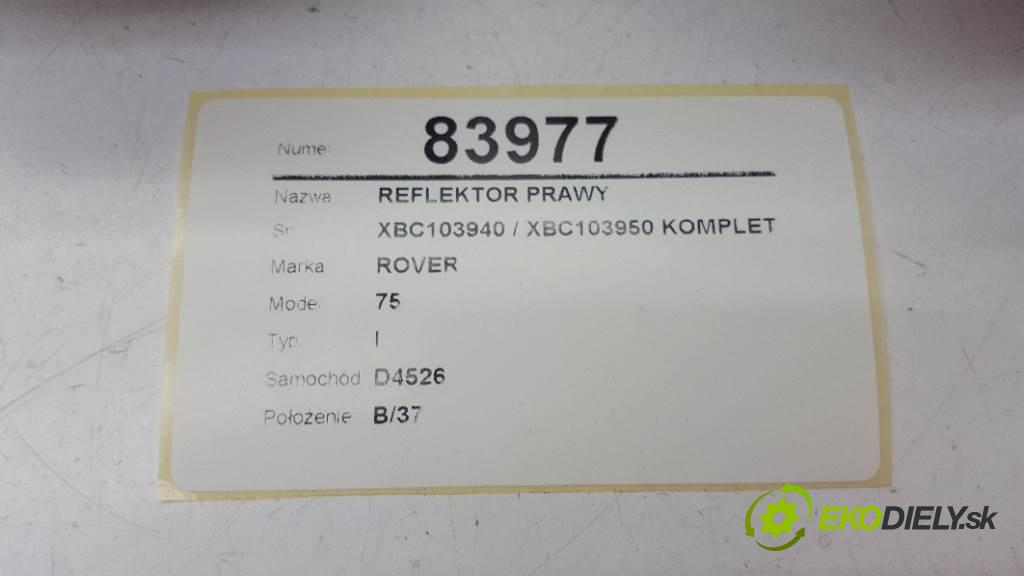 Numer 83977
Nazwa REFLEKTOR PRAWY
Sn XBC103940 / XBC103950 KOMPLET
Marka ROVER
Model 75
Typ. I
Samochód D4526
Położenie B/37
EKODIELY.sk